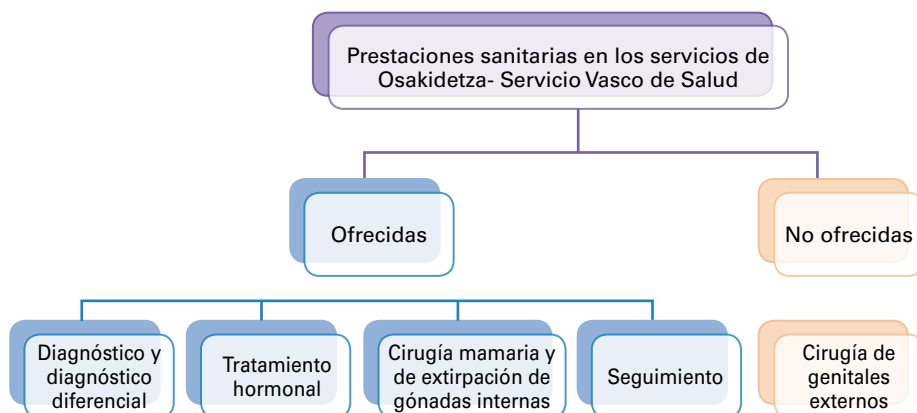 Prestaciones sanitarias en los servicios de
Osakidetza- Servicio Vasco de Salud
Ofrecidas
No ofrecidas
Diagnóstico y
diagnóstico
diferencial
Tratamiento
hormonal
Cirugía mamaria y
de extirpación de
gónadas internas
Seguimiento
Cirugía de
genitales
externos